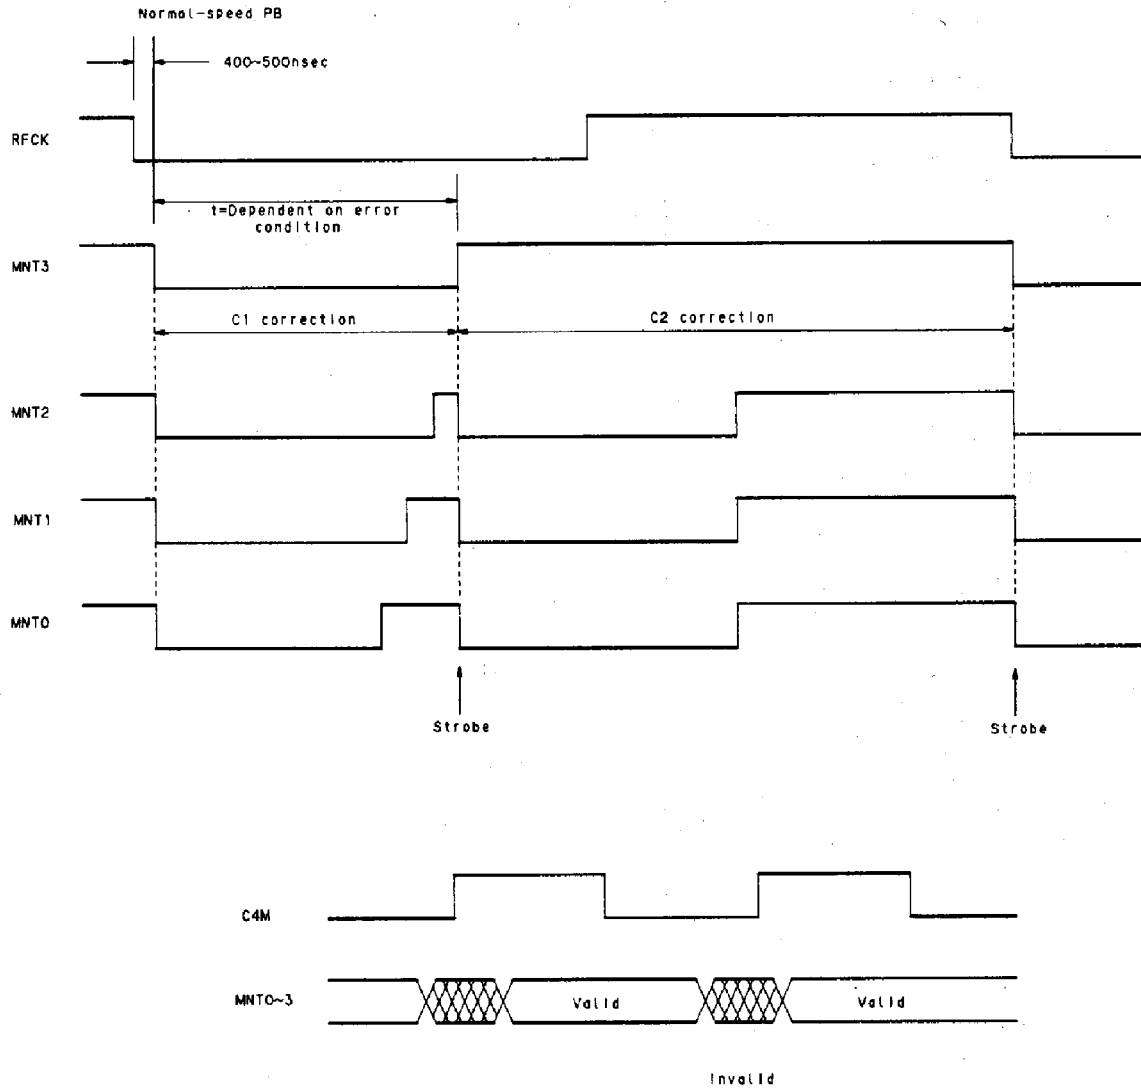 Normal-speed PB
400~500nsec
RFCK
t=Dependent on error
condition
MNT3
C1 correction
C2 correction
MNT2
MNT1
MNT0
Strobe
Strobe
C4M
MNT0~3
Valid
Valid
Invalid